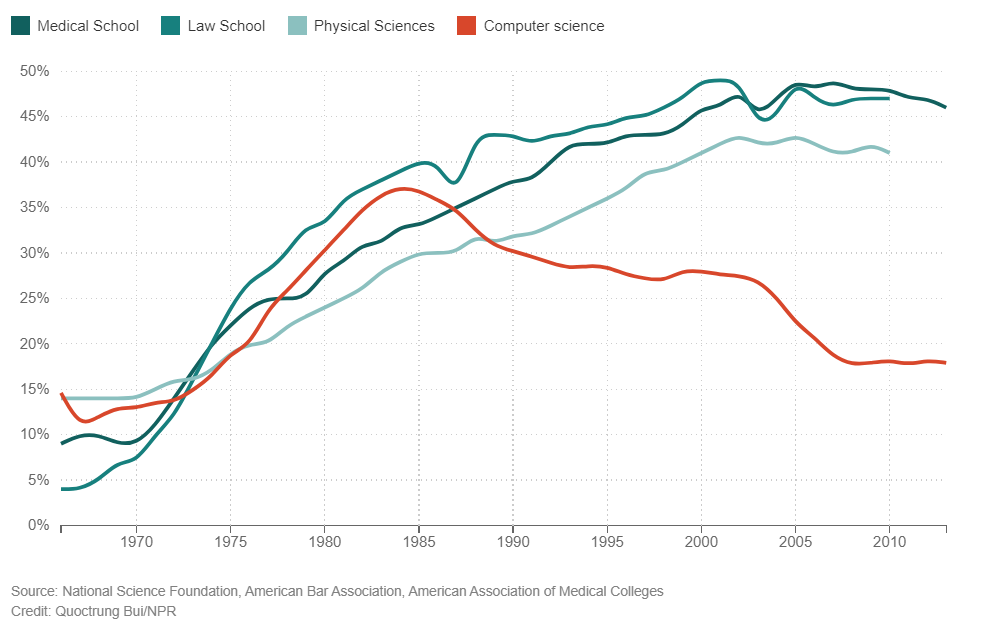 Medical School Law School Physical Sciences Computer science
50%
45%
40%
35%
30%
25%
20%
15%
10%
5%
0%
1970 1975 1980 1985 1990 1995 2000 2005 2010
Source: National Science Foundation, American Bar Association, American Association of Medical Colleges
Credit: Quoctrung Bui/NPR